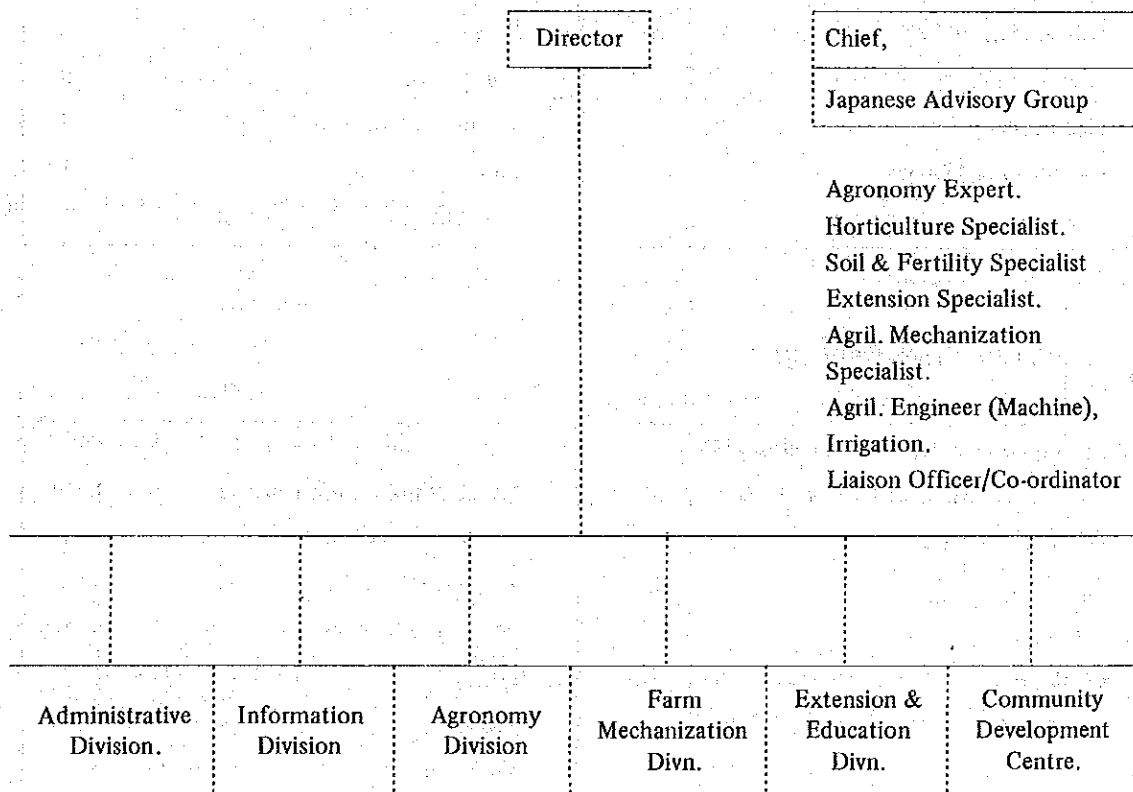 Director
Chief,
Japanese Advisory Group
Agronomy Expert.
Horticulture Specialist.
Soil & Fertility Specialist
Extension Specialist.
Agril. Mechanization
Specialist.
Agril. Engineer (Machine),
Irrigation.
Liaison Officer/Co-ordinator
Administrative
Division.
Information
Division
Agronomy
Division
Farm
Mechanization
Divn.
Extension &
Education
Divn.
Community
Development
Centre.